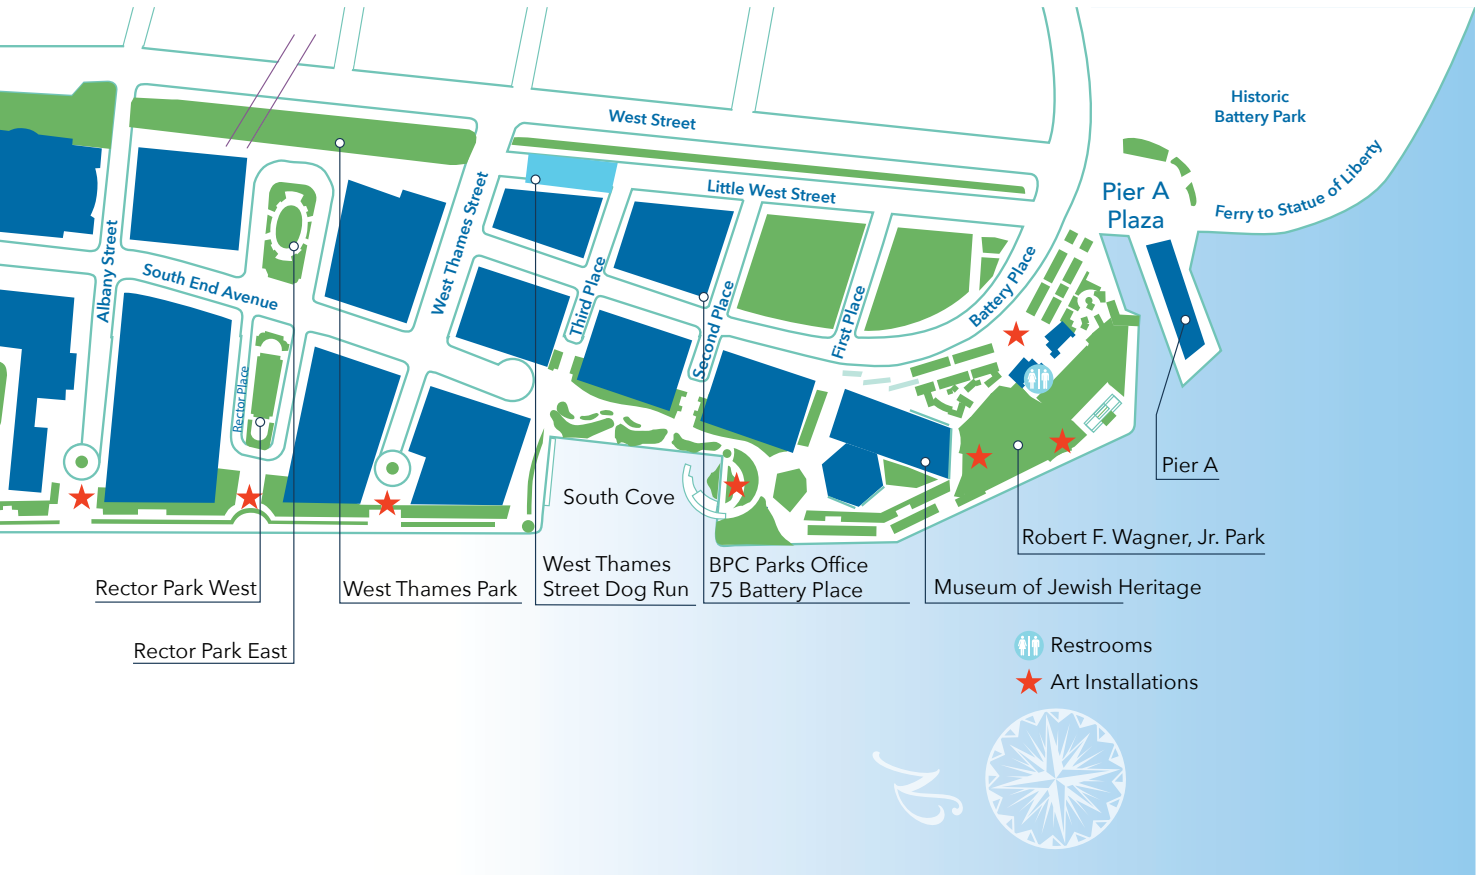 West Street
Historic
Battery Park
Little West Street
Pier A
Plaza
Ferry to Statue of Liberty
Albany Street
South End Avenue
West Thames Street
Third Place
Second Place
First Place
Battery Place
Rector Place
South Cove
Pier A
Robert F. Wagner, Jr. Park
West Thames
Street Dog Run
BPC Parks Office
75 Battery Place
Museum of Jewish Heritage
Rector Park West
West Thames Park
Rector Park East
Restrooms
Art Installations
N